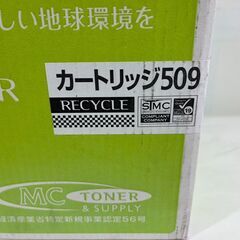 しい地球環境を
R
カートリッジ509
RECYCLE
STMC
COMPLIANT
COMPANY
MC TONER
& SUPPLY
経済産業省特定新規事業認定56号